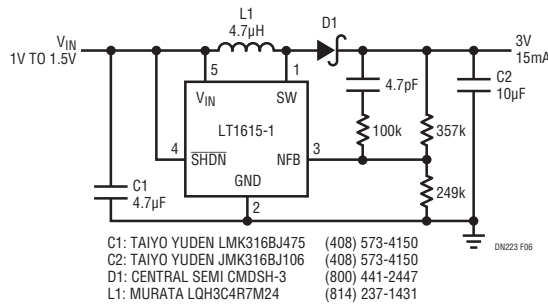 L1
4.7µH
D1
VIN
1V TO 1.5V
3V
15mA
5
1
VIN
SW
4.7pF
C2
10µF
LT1615-1
100k
357k
4
SHDN
NFB
3
GND
249k
C1
4.7µF
2
DN223 F06
C1: TAIYO YUDEN LMK316BJ475 (408) 573-4150
C2: TAIYO YUDEN JMK316BJ106 (408) 573-4150
D1: CENTRAL SEMI CMDSH-3 (800) 441-2447
L1: MURATA LQH3C4R7M24 (814) 237-1431